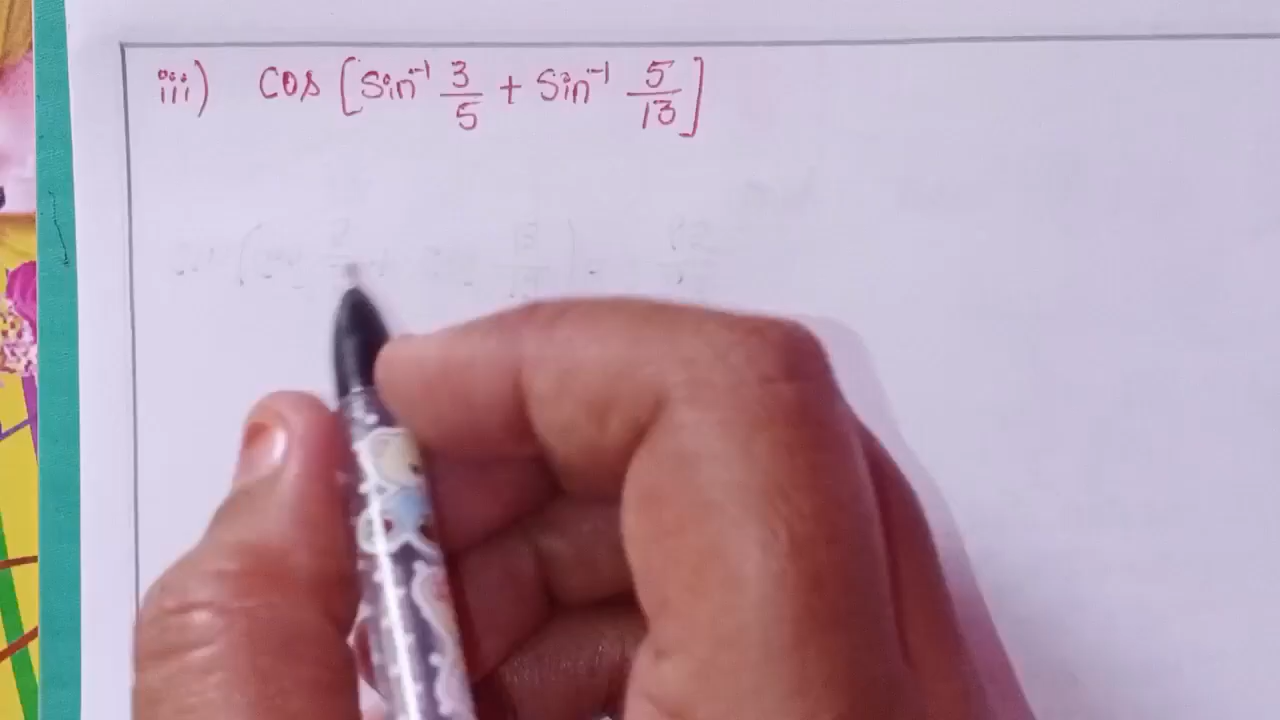 iii) cos [Sin⁻¹ 3/5 + Sin⁻¹ 5/13]